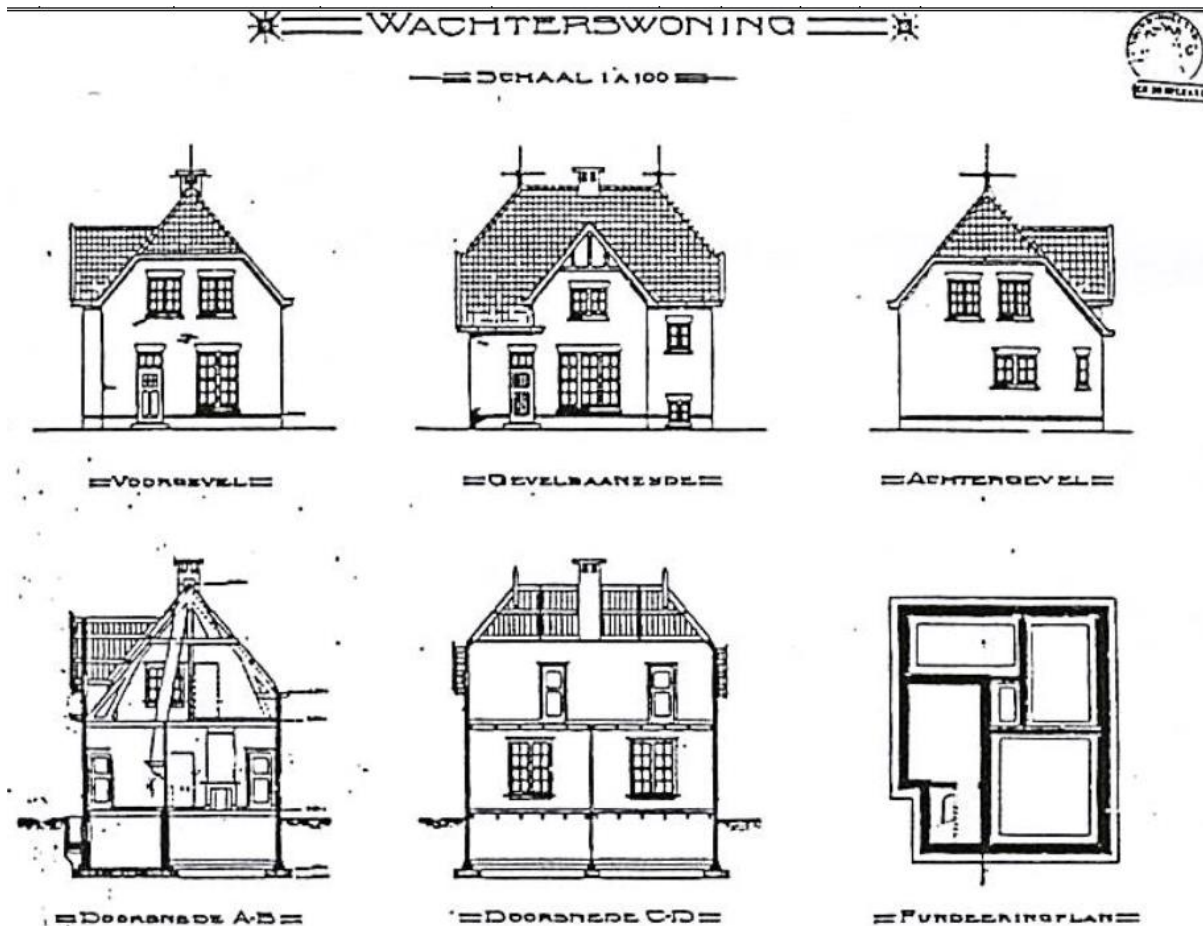 WACHTERSWONING
SCHAAL 1 A 100
VOORGEVEL
GEVELBAANZYDE
ACHTERGEVEL
DOORSNEDE A-B
DOORSNEDE C-D
FUNDEERINGPLAN